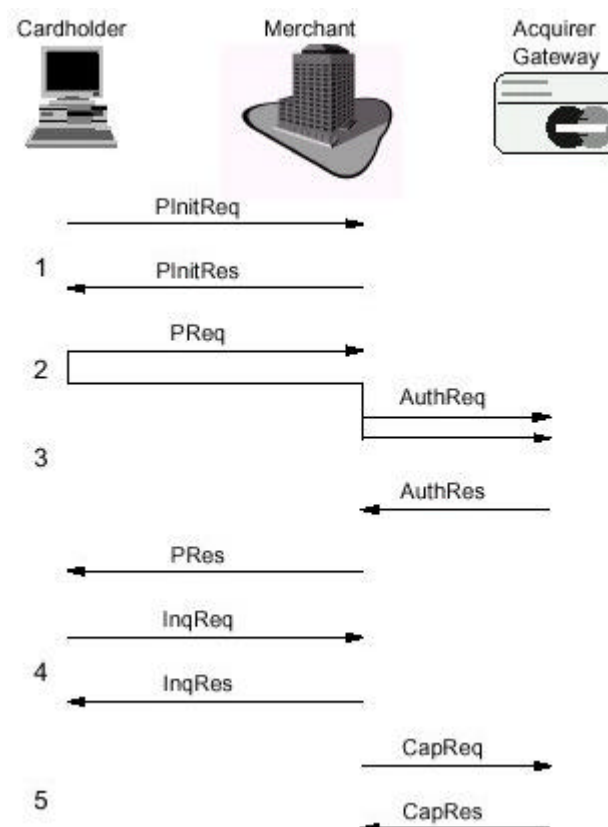 Cardholder
Merchant
Acquirer
Gateway
PInitReq
1
PInitRes
PReq
2
AuthReq
3
AuthRes
PRes
InqReq
4
InqRes
CapReq
5
CapRes